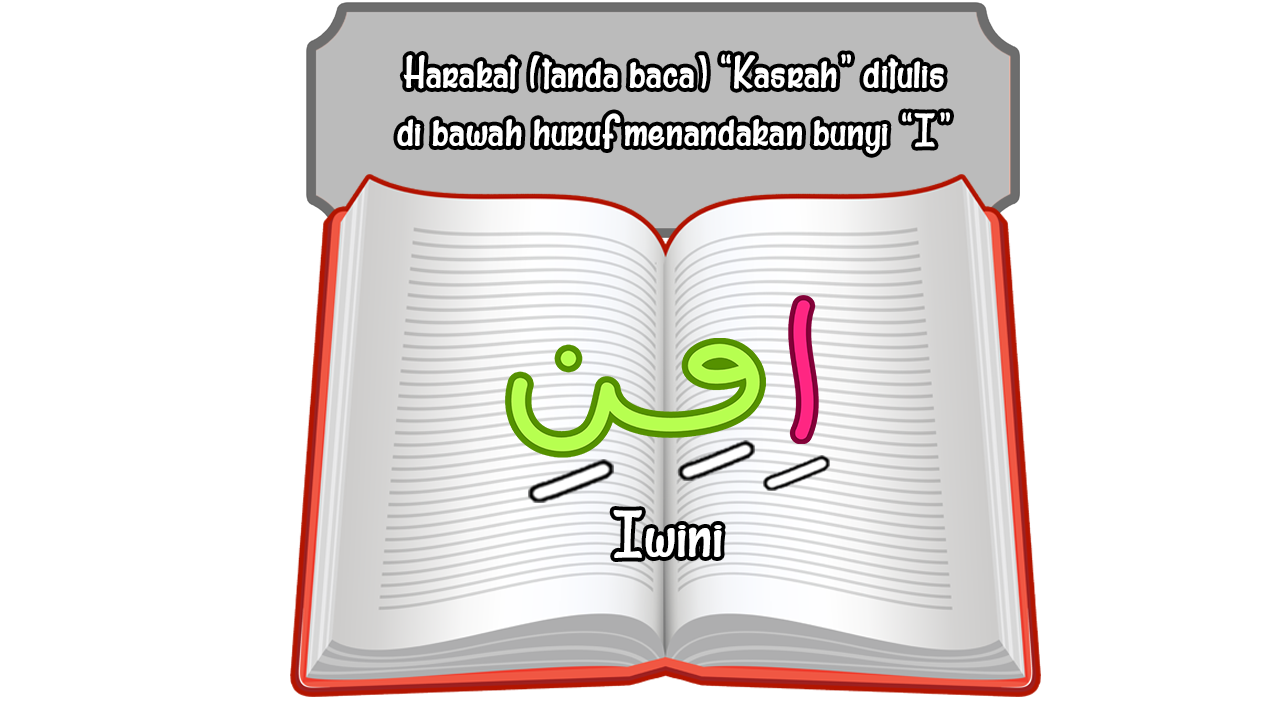 Harakat (tanda baca) “Kasrah” ditulis
di bawah huruf menandakan bunyi “I”
اِڡِنِ
Iwini